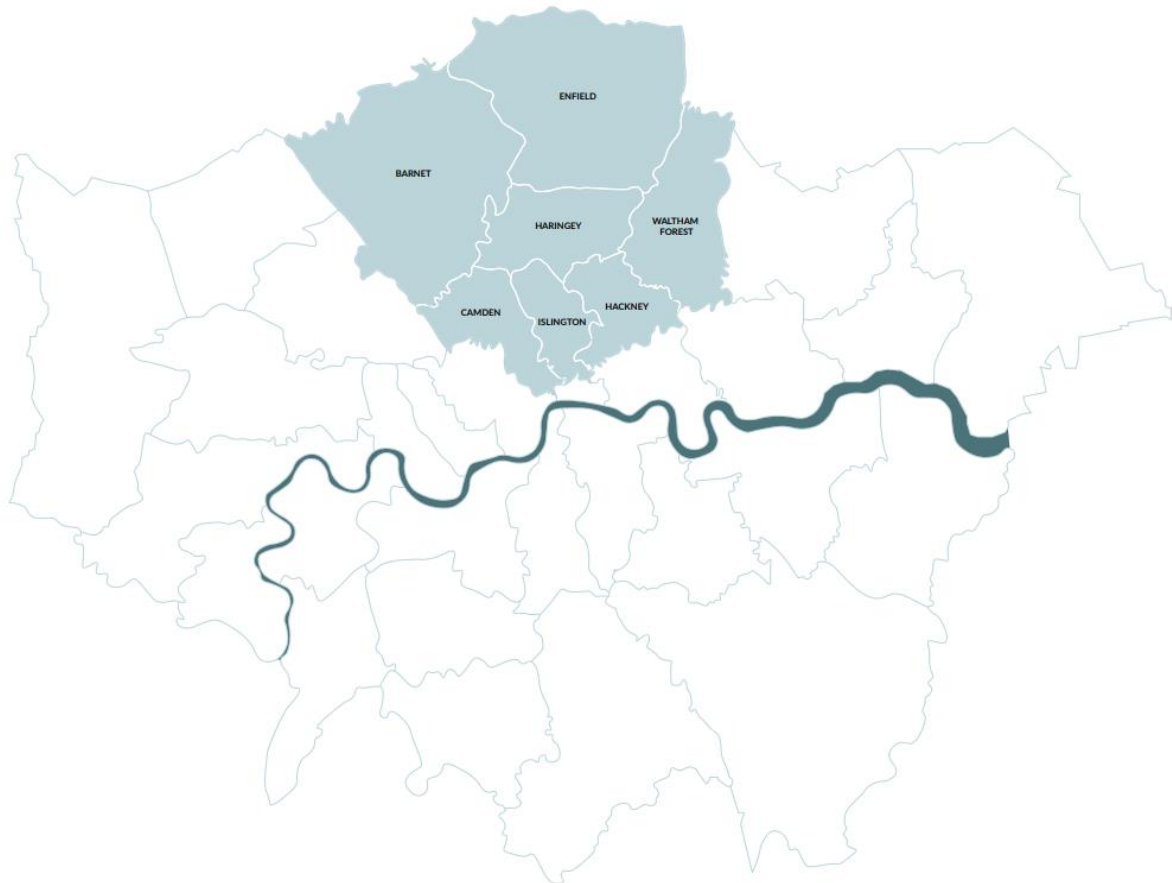 ENFIELD
BARNET
WALTHAM
FOREST
HARINGEY
HACKNEY
CAMDEN
ISLINGTON